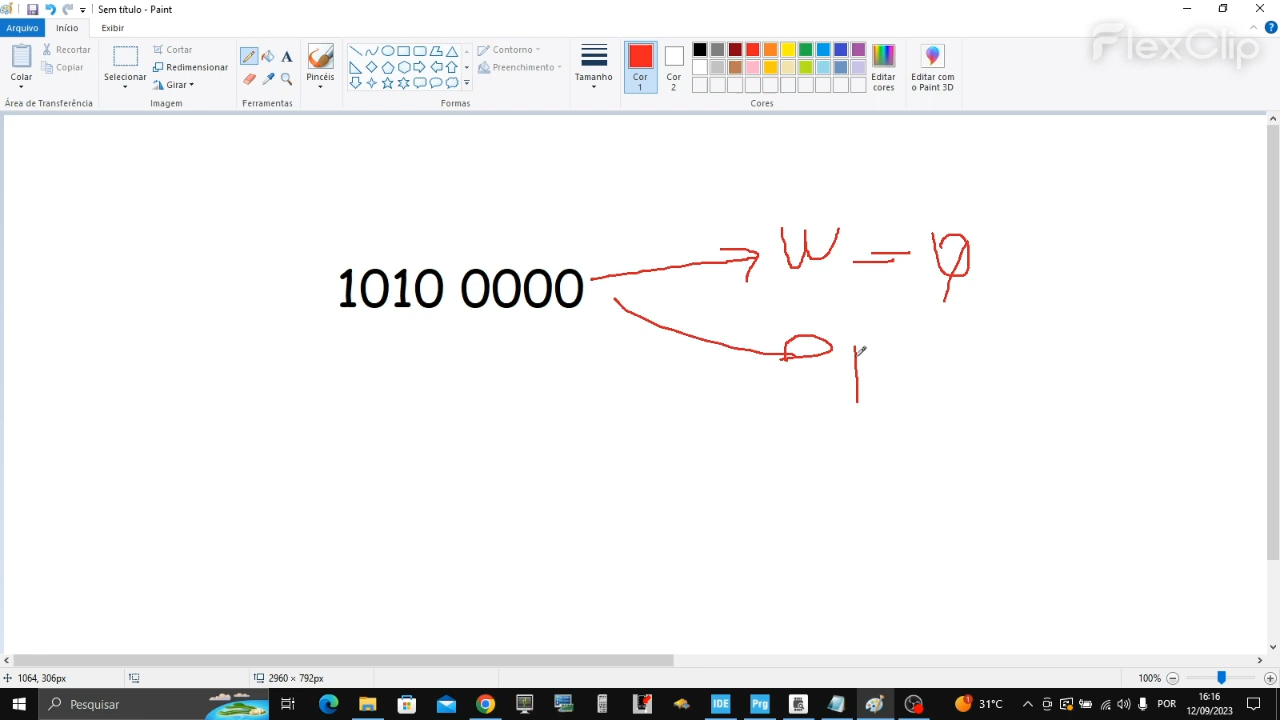 Sem título - Paint
Arquivo
Início
Exibir
FlexClip
Colar
Recortar
Copiar
Área de Transferência
Selecionar
Cortar
Redimensionar
Girar
Imagem
A
Ferramentas
Pincéis
Contorno
Preenchimento
Formas
Tamanho
Cor 1
Cor 2
Editar cores
Cores
Editar com o Paint 3D
1010 0000
W =
1064, 306px
2960 × 792px
100%
Pesquisar
IDE
Prg
1
31°C
POR
16:16
12/09/2023